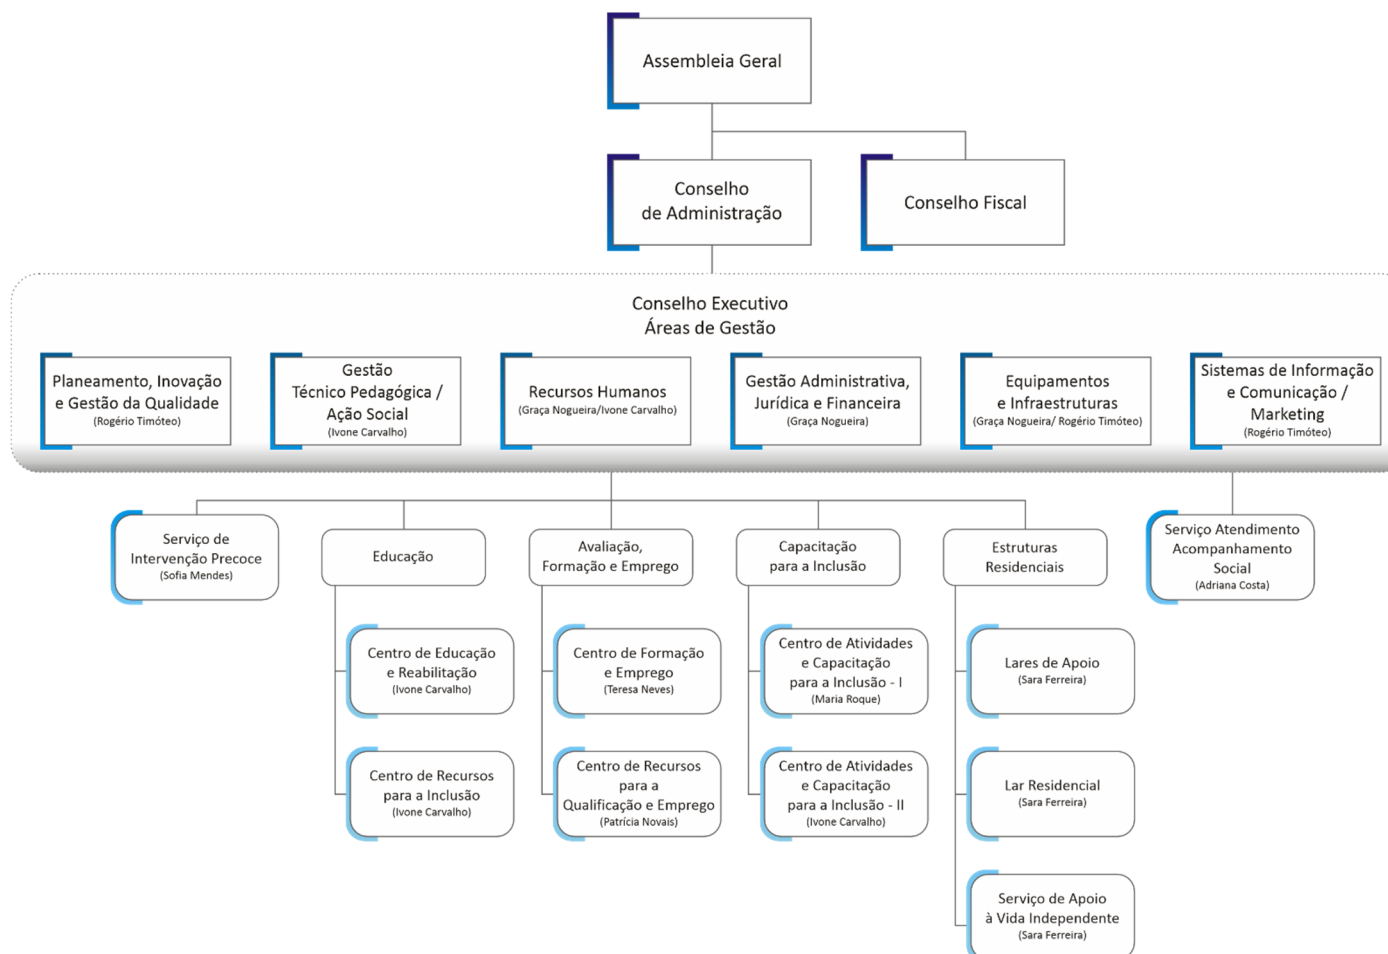 Assembleia Geral
Conselho
de Administração
Conselho Fiscal
Conselho Executivo
Áreas de Gestão
Planeamento, Inovação
e Gestão da Qualidade
(Rogério Timóteo)
Gestão
Técnico Pedagógica /
Ação Social
(Ivone Carvalho)
Recursos Humanos
(Graça Nogueira/Ivone Carvalho)
Gestão Administrativa,
Jurídica e Financeira
(Graça Nogueira)
Equipamentos
e Infraestruturas
(Graça Nogueira/ Rogério Timóteo)
Sistemas de Informação
e Comunicação /
Marketing
(Rogério Timóteo)
Serviço de
Intervenção Precoce
(Sofia Mendes)
Educação
Avaliação,
Formação e Emprego
Capacitação
para a Inclusão
Estruturas
Residenciais
Serviço Atendimento
Acompanhamento
Social
(Adriana Costa)
Centro de Educação
e Reabilitação
(Ivone Carvalho)
Centro de Formação
e Emprego
(Teresa Neves)
Centro de Atividades
e Capacitação
para a Inclusão - I
(Maria Roque)
Lares de Apoio
(Sara Ferreira)
Centro de Recursos
para a Inclusão
(Ivone Carvalho)
Centro de Recursos
para a
Qualificação e Emprego
(Patrícia Novais)
Centro de Atividades
e Capacitação
para a Inclusão - II
(Ivone Carvalho)
Lar Residencial
(Sara Ferreira)
Serviço de Apoio
à Vida Independente
(Sara Ferreira)